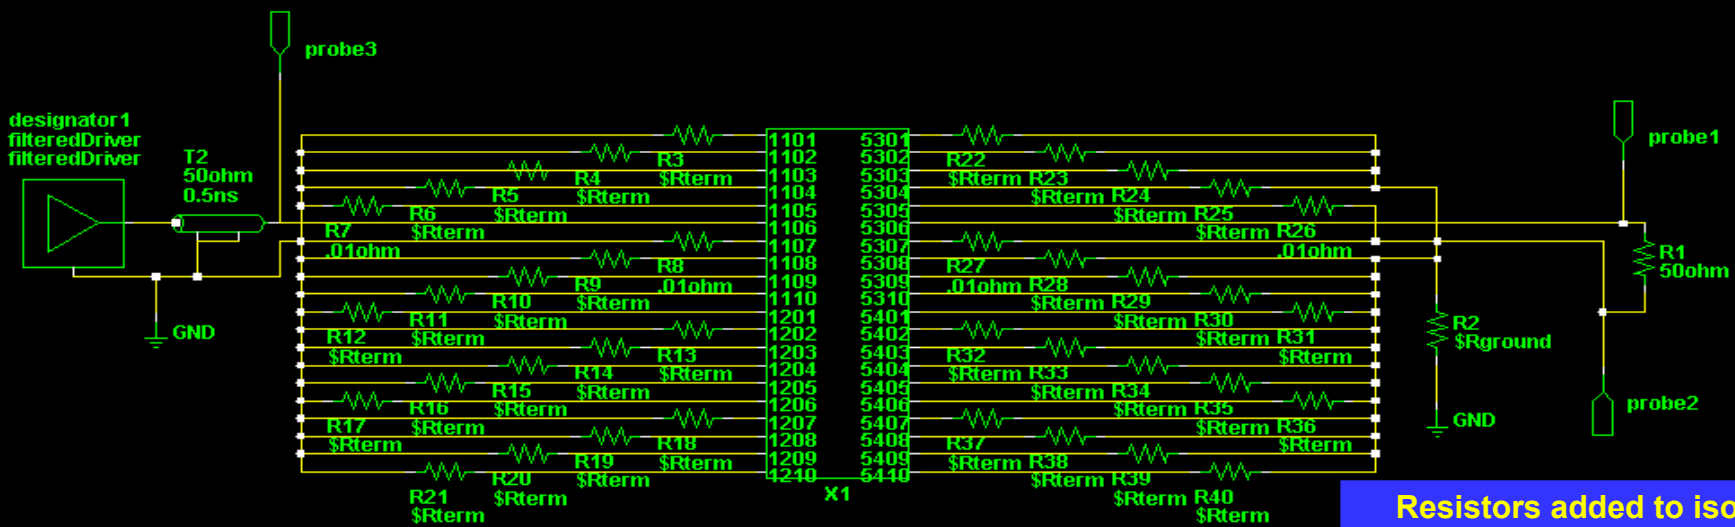 probe3
designator1
filteredDriver
filteredDriver
T2
50ohm
0.5ns
GND
R3
$Rterm
R4
$Rterm
R5
$Rterm
R6
$Rterm
R7
.01ohm
R8
.01ohm
R9
$Rterm
R10
$Rterm
R11
$Rterm
R12
$Rterm
R13
$Rterm
R14
$Rterm
R15
$Rterm
R16
$Rterm
R17
$Rterm
R18
$Rterm
R19
$Rterm
R20
$Rterm
R21
$Rterm
1101
1102
1103
1104
1105
1106
1107
1108
1109
1110
1201
1202
1203
1204
1205
1206
1207
1208
1209
1210
5301
5302
5303
5304
5305
5306
5307
5308
5309
5310
5401
5402
5403
5404
5405
5406
5407
5408
5409
5410
X1
R22
$Rterm
R23
$Rterm
R24
$Rterm
R25
$Rterm
R26
.01ohm
R27
.01ohm
R28
$Rterm
R29
$Rterm
R30
$Rterm
R31
$Rterm
R32
$Rterm
R33
$Rterm
R34
$Rterm
R35
$Rterm
R36
$Rterm
R37
$Rterm
R38
$Rterm
R39
$Rterm
R40
$Rterm
probe1
R1
50ohm
R2
$Rground
GND
probe2
Resistors added to iso